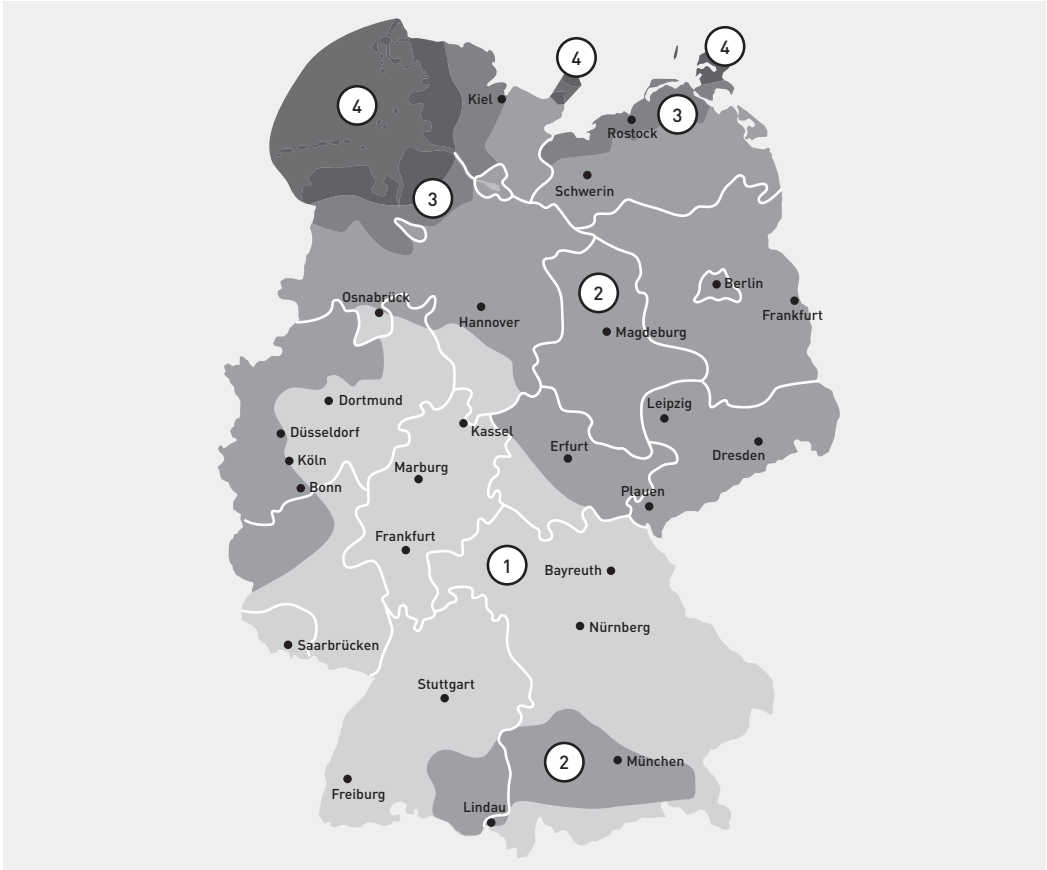 4
4
4
Kiel
3
Rostock
Schwerin
3
2
Berlin
Osnabrück
Frankfurt
Hannover
Magdeburg
Dortmund
Leipzig
Düsseldorf
Kassel
Erfurt
Dresden
Köln
Marburg
Bonn
Plauen
Frankfurt
1
Bayreuth
Nürnberg
Saarbrücken
Stuttgart
2
München
Freiburg
Lindau